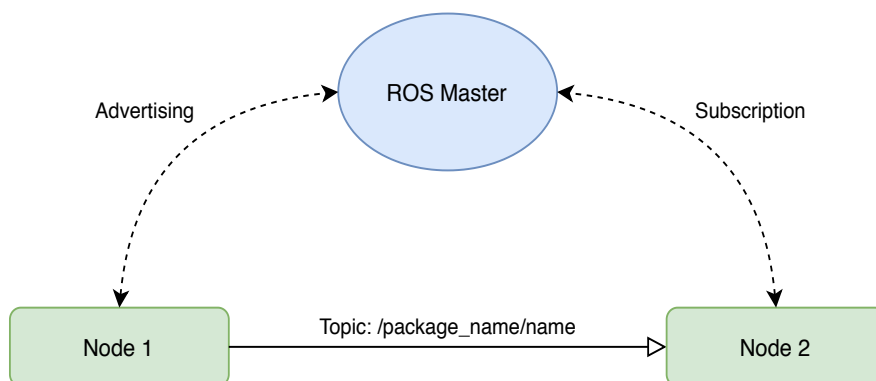 ROS Master
Advertising
Subscription
Topic: /package_name/name
Node 1
Node 2